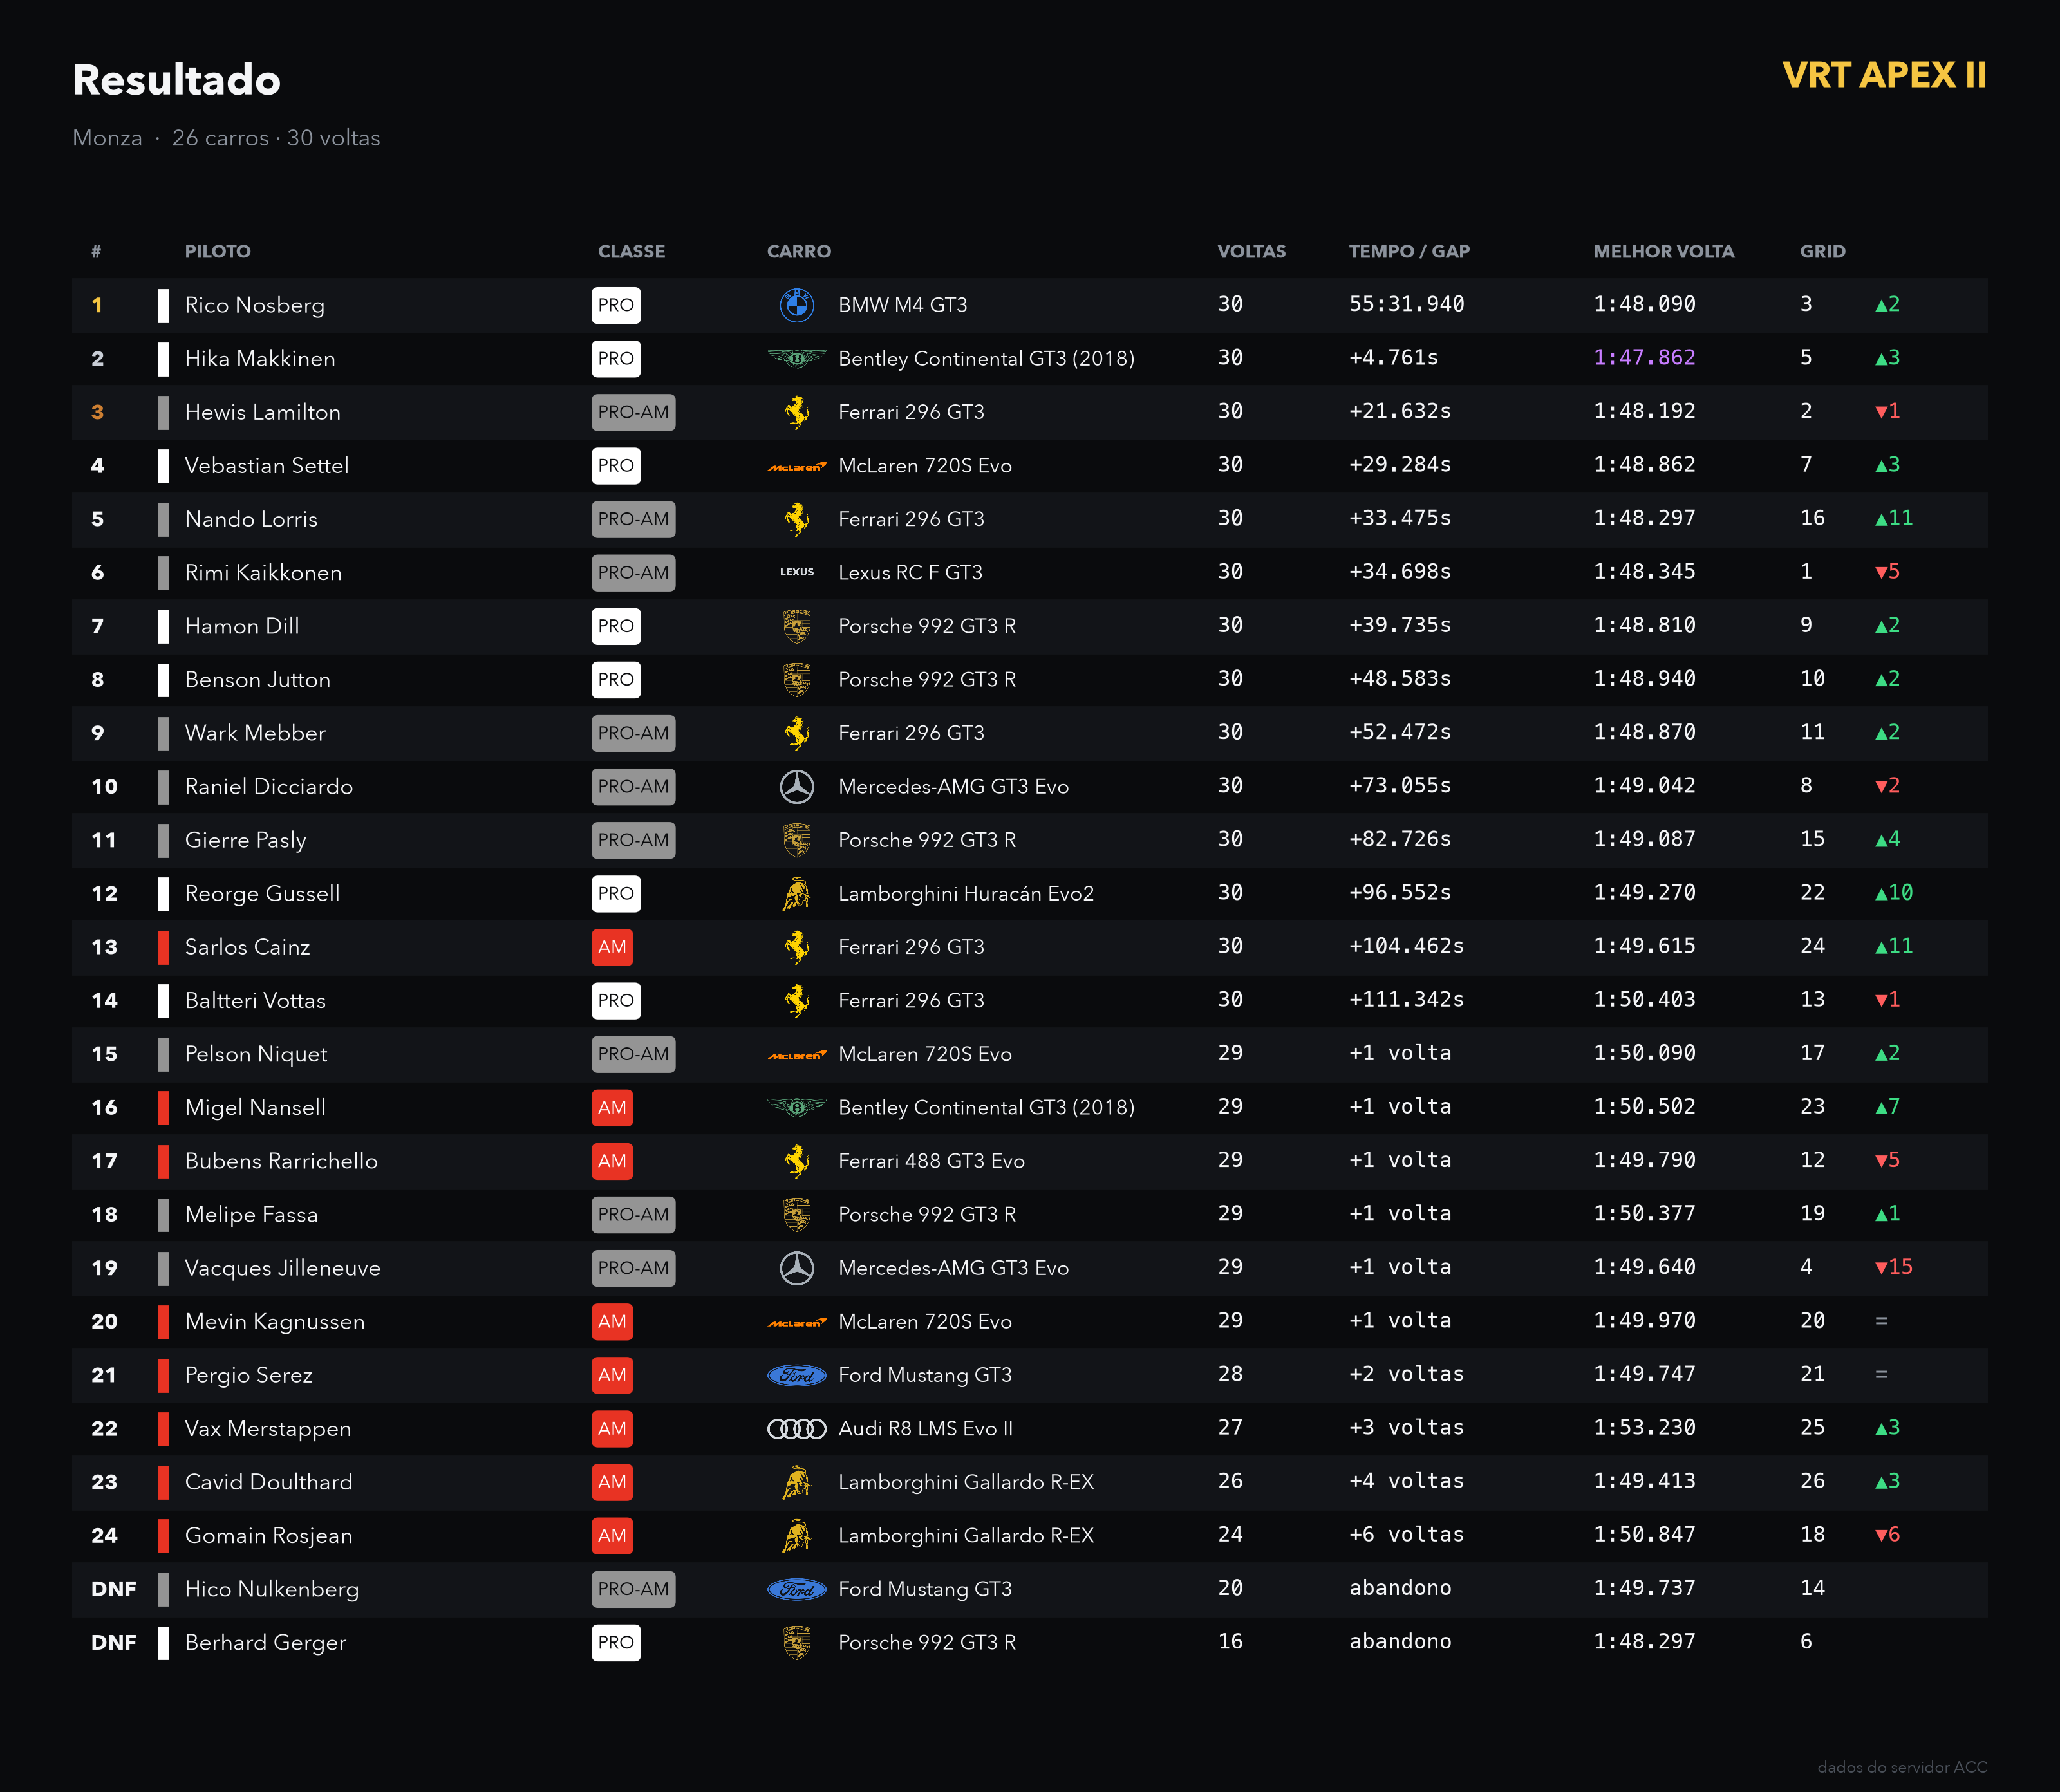 Resultado
VRT APEX II
Monza · 26 carros · 30 voltas
# PILOTO CLASSE CARRO VOLTAS TEMPO / GAP MELHOR VOLTA GRID
1 Rico Nosberg PRO BMW M4 GT3 30 55:31.940 1:48.090 3 ▲2
2 Hika Makkinen PRO Bentley Continental GT3 (2018) 30 +4.761s 1:47.862 5 ▲3
3 Hewis Lamilton PRO-AM Ferrari 296 GT3 30 +21.632s 1:48.192 2 ▼1
4 Vebastian Settel PRO McLaren McLaren 720S Evo 30 +29.284s 1:48.862 7 ▲3
5 Nando Lorris PRO-AM Ferrari 296 GT3 30 +33.475s 1:48.297 16 ▲11
6 Rimi Kaikkonen PRO-AM LEXUS Lexus RC F GT3 30 +34.698s 1:48.345 1 ▼5
7 Hamon Dill PRO Porsche 992 GT3 R 30 +39.735s 1:48.810 9 ▲2
8 Benson Jutton PRO Porsche 992 GT3 R 30 +48.583s 1:48.940 10 ▲2
9 Wark Mebber PRO-AM Ferrari 296 GT3 30 +52.472s 1:48.870 11 ▲2
10 Raniel Dicciardo PRO-AM Mercedes-AMG GT3 Evo 30 +73.055s 1:49.042 8 ▼2
11 Gierre Pasly PRO-AM Porsche 992 GT3 R 30 +82.726s 1:49.087 15 ▲4
12 Reorge Gussell PRO Lamborghini Huracán Evo2 30 +96.552s 1:49.270 22 ▲10
13 Sarlos Cainz AM Ferrari 296 GT3 30 +104.462s 1:49.615 24 ▲11
14 Baltteri Vottas PRO Ferrari 296 GT3 30 +111.342s 1:50.403 13 ▼1
15 Pelson Niquet PRO-AM McLaren McLaren 720S Evo 29 +1 volta 1:50.090 17 ▲2
16 Migel Nansell AM Bentley Continental GT3 (2018) 29 +1 volta 1:50.502 23 ▲7
17 Bubens Rarrichello AM Ferrari 488 GT3 Evo 29 +1 volta 1:49.790 12 ▼5
18 Melipe Fassa PRO-AM Porsche 992 GT3 R 29 +1 volta 1:50.377 19 ▲1
19 Vacques Jilleneuve PRO-AM Mercedes-AMG GT3 Evo 29 +1 volta 1:49.640 4 ▼15
20 Mevin Kagnussen AM McLaren McLaren 720S Evo 29 +1 volta 1:49.970 20 =
21 Pergio Serez AM Ford Ford Mustang GT3 28 +2 voltas 1:49.747 21 =
22 Vax Merstappen AM Audi R8 LMS Evo II 27 +3 voltas 1:53.230 25 ▲3
23 Cavid Doulthard AM Lamborghini Gallardo R-EX 26 +4 voltas 1:49.413 26 ▲3
24 Gomain Rosjean AM Lamborghini Gallardo R-EX 24 +6 voltas 1:50.847 18 ▼6
DNF Hico Nulkenberg PRO-AM Ford Ford Mustang GT3 20 abandono 1:49.737 14
DNF Berhard Gerger PRO Porsche 992 GT3 R 16 abandono 1:48.297 6
dados do servidor ACC